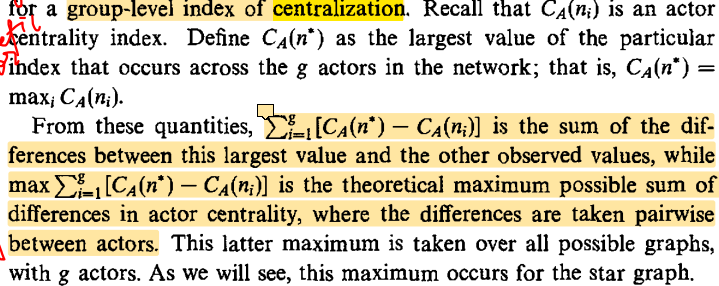 for a group-level index of centralization. Recall that C_A(n_i) is an actor
centrality index. Define C_A(n*) as the largest value of the particular
index that occurs across the g actors in the network; that is, C_A(n*) =
max_i C_A(n_i).
From these quantities, ∑_{i=1}^{g} [C_A(n*) − C_A(n_i)] is the sum of the dif-
ferences between this largest value and the other observed values, while
max ∑_{i=1}^{g} [C_A(n*) − C_A(n_i)] is the theoretical maximum possible sum of
differences in actor centrality, where the differences are taken pairwise
between actors. This latter maximum is taken over all possible graphs,
with g actors. As we will see, this maximum occurs for the star graph.